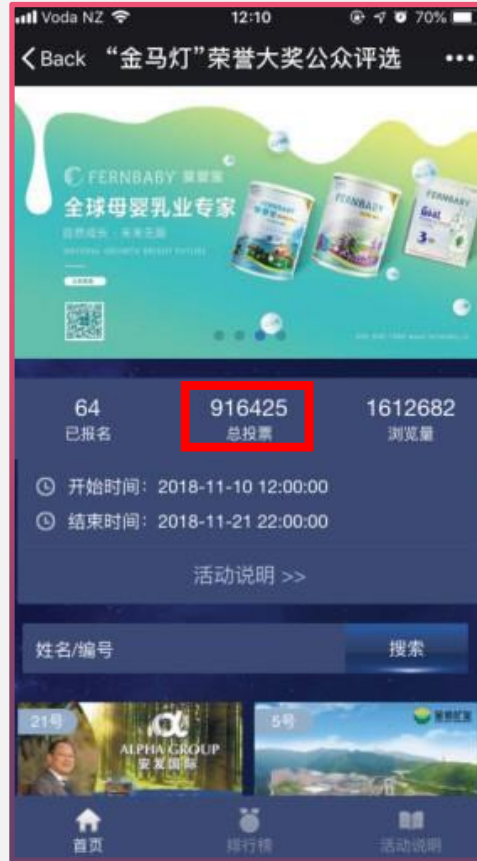 Voda NZ 12:10 70%
Back “金马灯”荣誉大奖公众评选
FERNBABY
全球母婴乳业专家
FERNBABY
FERNBABY
Goat
3
64 916425 1612682
已报名 总投票 浏览量
开始时间：2018-11-10 12:00:00
结束时间：2018-11-21 22:00:00
活动说明 >>
姓名/编号 搜索
21号 5号
ALPHA GROUP
安发国际
首页 排行榜 活动说明